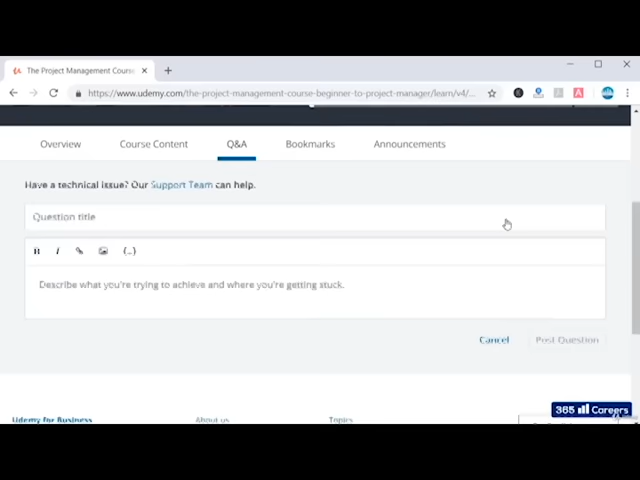 The Project Management Course
https://www.udemy.com/the-project-management-course-beginner-to-project-manager/learn/v4/...
Overview
Course Content
Q&A
Bookmarks
Announcements
Have a technical issue? Our Support Team can help.
Question title
B i {..}
Describe what you're trying to achieve and where you're getting stuck.
Cancel
Post Question
365 Careers
Udemy for Business
About us
Topics